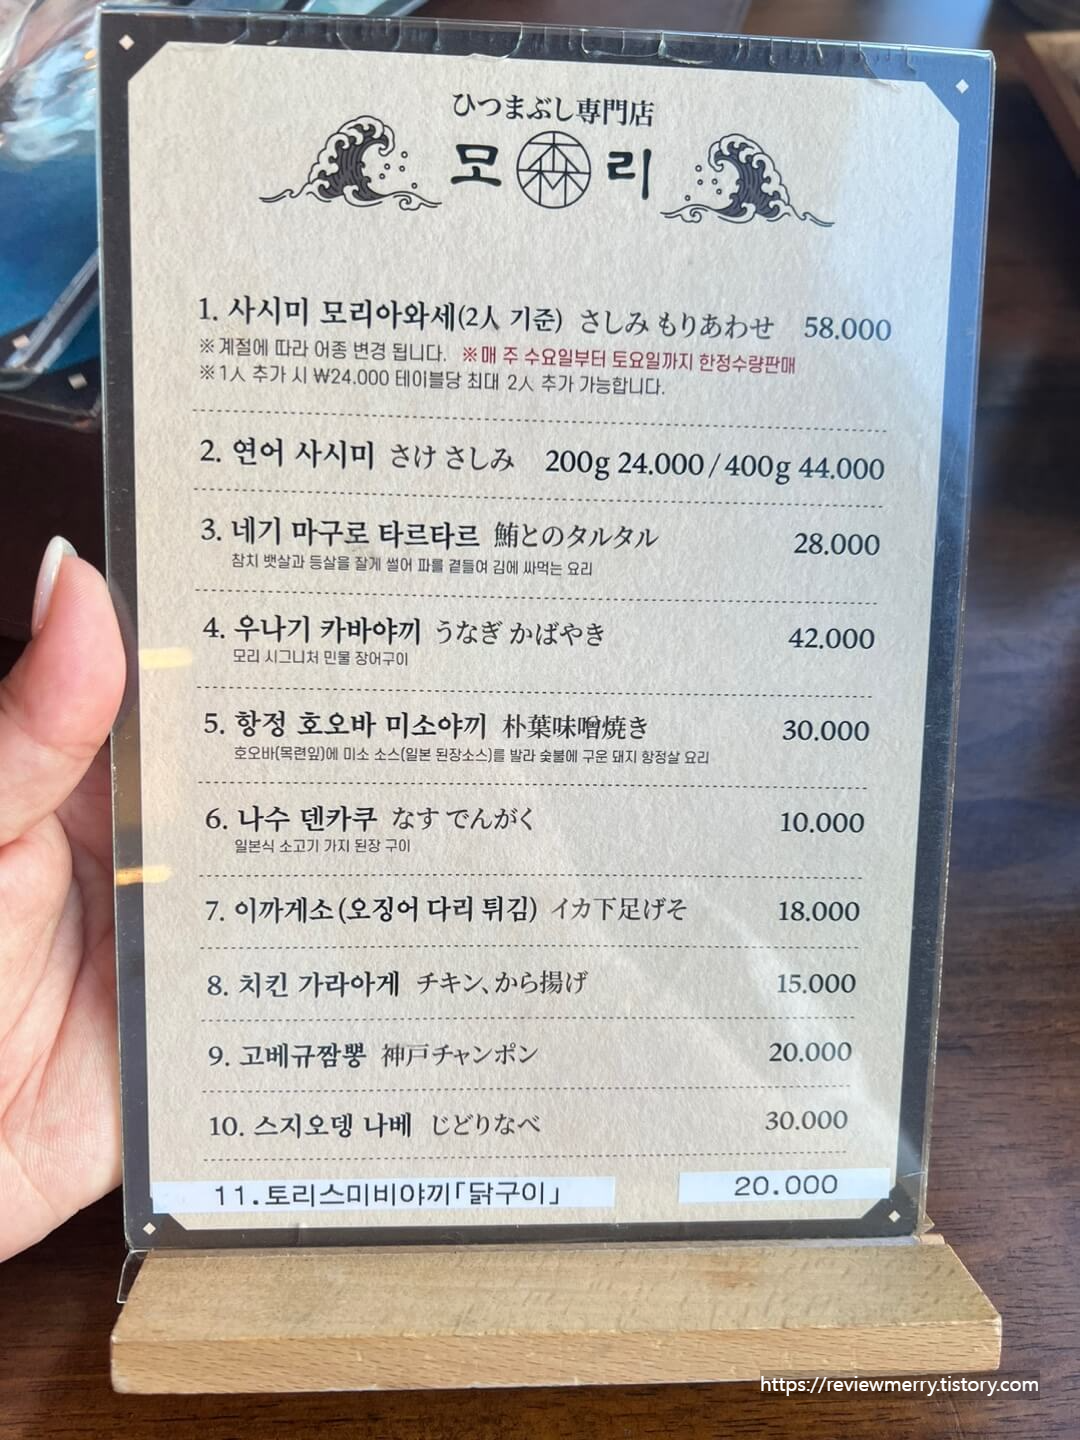 ひつまぶし専門店
모 森 리
1. 사시미 모리아와세(2人 기준) さしみ もりあわせ 58.000
※계절에 따라 어종 변경 됩니다. ※매 주 수요일부터 토요일까지 한정수량판매
※1人 추가 시 ₩24.000 테이블당 최대 2人 추가 가능합니다.
2. 연어 사시미 さけ さしみ 200g 24.000 / 400g 44.000
3. 네기 마구로 타르타르 鮪とのタルタル 28.000
참치 뱃살과 등살을 잘게 썰어 파를 곁들여 김에 싸먹는 요리
4. 우나기 카바야끼 うなぎ かばやき 42.000
모리 시그니처 민물 장어구이
5. 항정 호오바 미소야끼 朴葉味噌焼き 30.000
호오바(목련잎)에 미소 소스(일본 된장소스)를 발라 숯불에 구운 돼지 항정살 요리
6. 나수 덴카쿠 なす でんがく 10.000
일본식 소고기 가지 된장 구이
7. 이까게소(오징어 다리 튀김) イカ下足げそ 18.000
8. 치킨 가라아게 チキン、から揚げ 15.000
9. 고베규짬뽕 神戸チャンポン 20.000
10. 스지오뎅 나베 じどりなべ 30.000
11.토리스미비야끼「닭구이」 20.000
https://reviewmerry.tistory.com